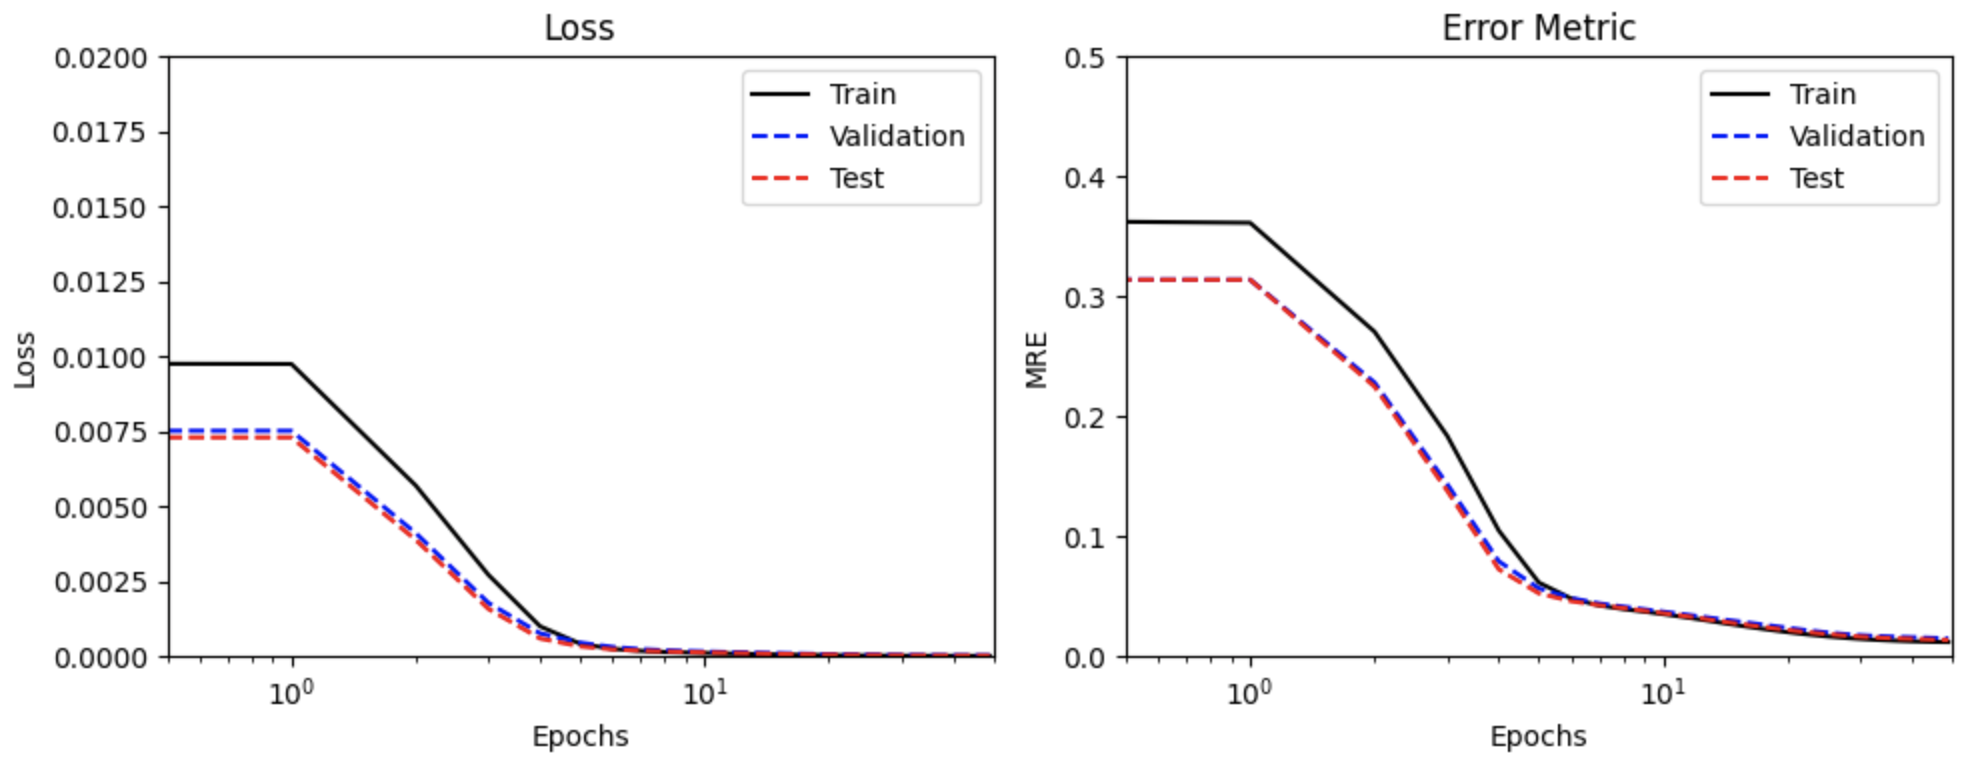 Loss
0.0200
0.0175
0.0150
0.0125
0.0100
0.0075
0.0050
0.0025
0.0000
Loss
Train
Validation
Test
10⁰ 10¹
Epochs
Error Metric
0.5
0.4
0.3
0.2
0.1
0.0
MRE
Train
Validation
Test
10⁰ 10¹
Epochs